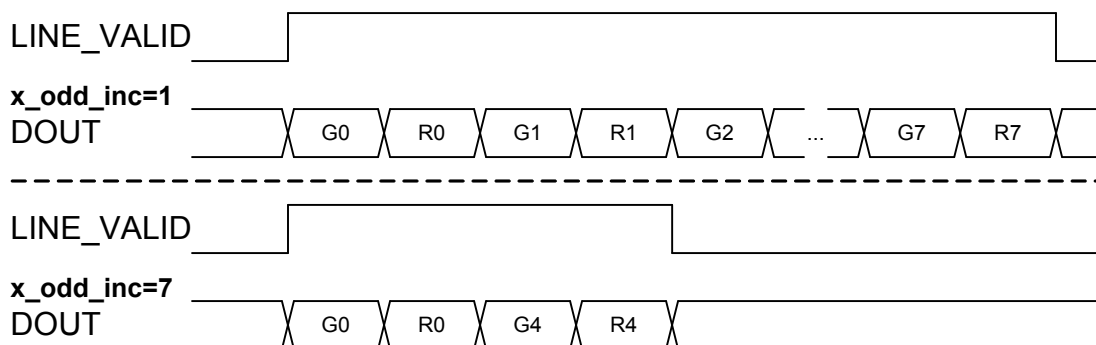 LINE_VALID
x_odd_inc=1
DOUT G0 R0 G1 R1 G2 ... G7 R7
LINE_VALID
x_odd_inc=7
DOUT G0 R0 G4 R4